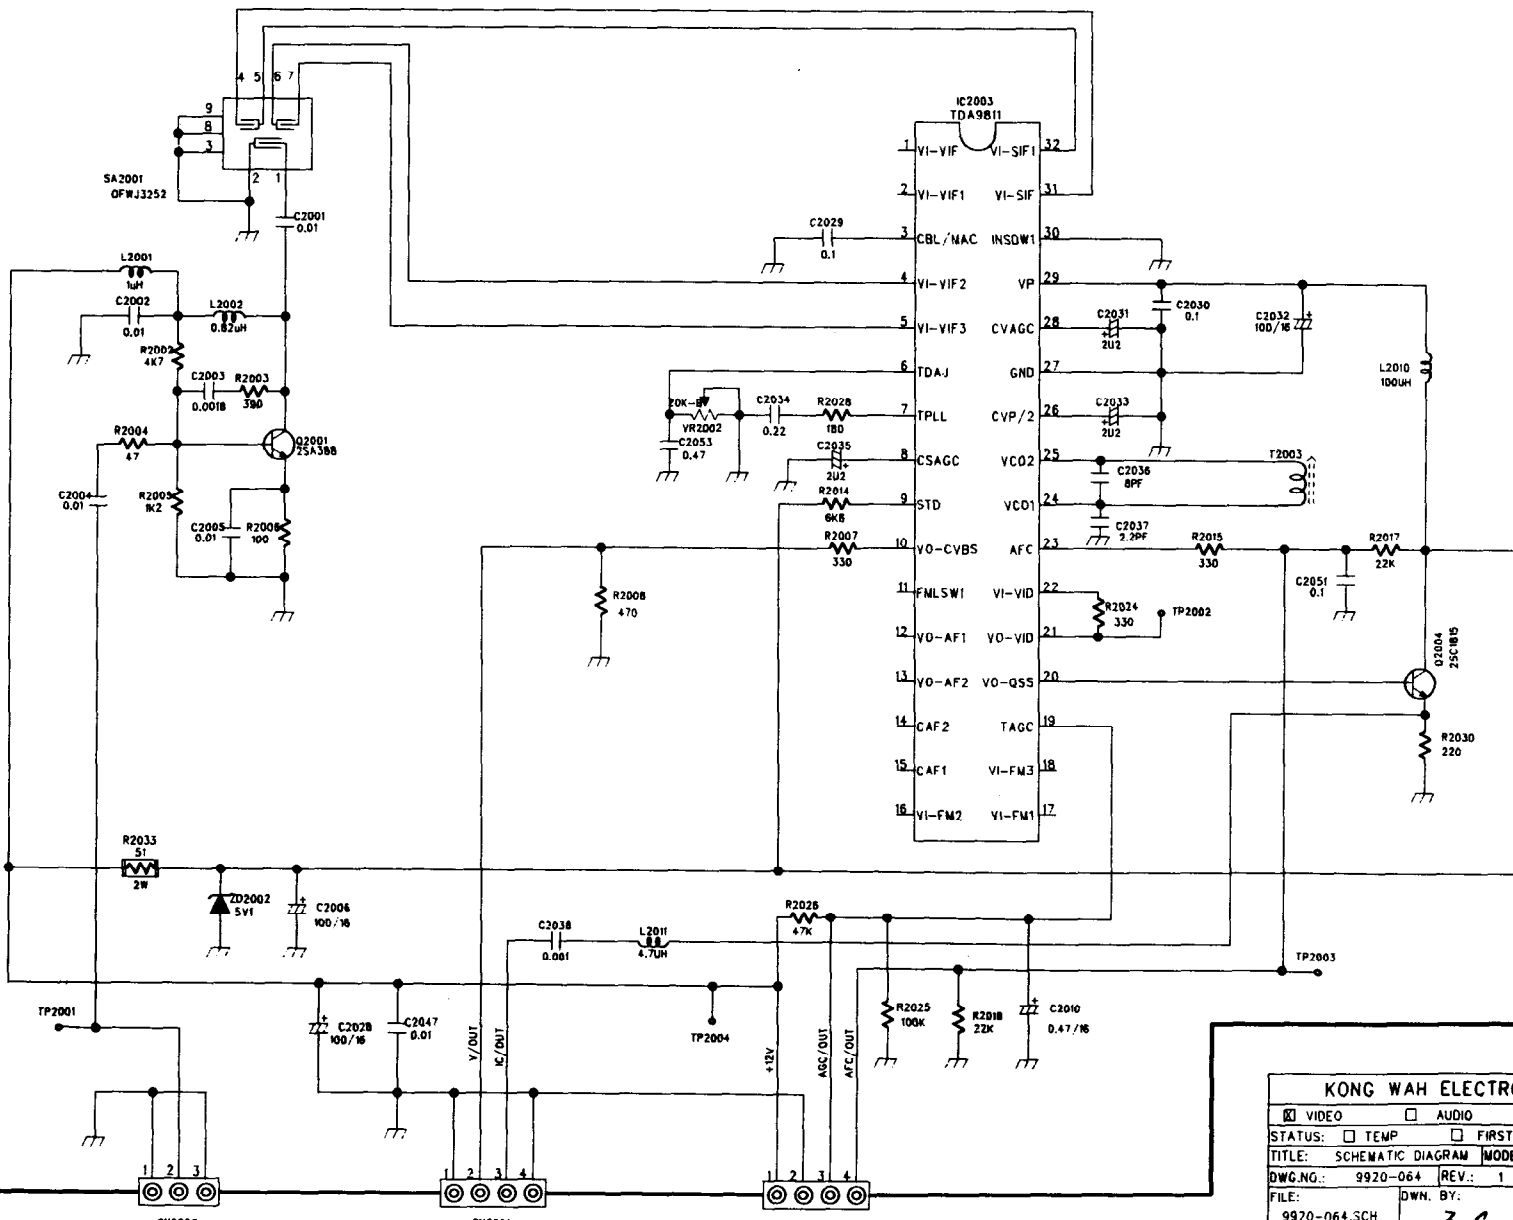 4 5 6 7
9
8
3
2 1
SA2001
OFWJ3252
C2001
0.01
L2001
1uH
C2002
0.01
L2002
0.82uH
R2002
4K7
C2003
0.0018
R2003
390
R2004
47
Q2001
2SA388
C2004
0.01
R2005
1K2
C2005
0.01
R2006
100
IC2003
TDA9811
1 VI-VIF VI-SIF1 32
2 VI-VIF1 VI-SIF 31
3 CBL/MAC INSDW1 30
4 VI-VIF2 VP 29
5 VI-VIF3 CVAGC 28
6 TDAJ GND 27
7 TPLL CVP/2 26
8 CSAGC VCO2 25
9 STD VCO1 24
10 VO-CVBS AFC 23
11 FMLSW1 VI-VID 22
12 VO-AF1 VO-VID 21
13 VO-AF2 VO-QSS 20
14 CAF2 TAGC 19
15 CAF1 VI-FM3 18
16 VI-FM2 VI-FM1 17
C2029
0.1
VR2002
C2034
0.22
R2028
180
C2053
0.47
C2035
2U2
R2014
6K8
R2007
330
R2008
470
C2030
0.1
C2031
2U2
C2032
100/16
L2010
100UH
C2033
2U2
C2036
8PF
T2003
C2037
2.2PF
R2015
330
R2017
22K
C2051
0.1
R2024
330
TP2002
Q2004
2SC1815
R2030
220
R2033
51
2W
ZD2002
5V1
C2006
100/16
C2038
0.001
L2011
4.7UH
R2026
47K
TP2003
TP2001
C2028
100/16
C2047
0.01
V/OUT
IC/OUT
TP2004
+12V
AGC/OUT
AFC/OUT
R2025
100K
R2018
22K
C2010
0.47/16
1 2 3
1 2 3 4
1 2 3 4
KONG WAH ELECTRO
VIDEO AUDIO
STATUS: TEMP FIRST
TITLE: SCHEMATIC DIAGRAM MODE
DWG.NO.: 9920-064 REV.: 1
FILE: DWN. BY:
9920-064.SCH